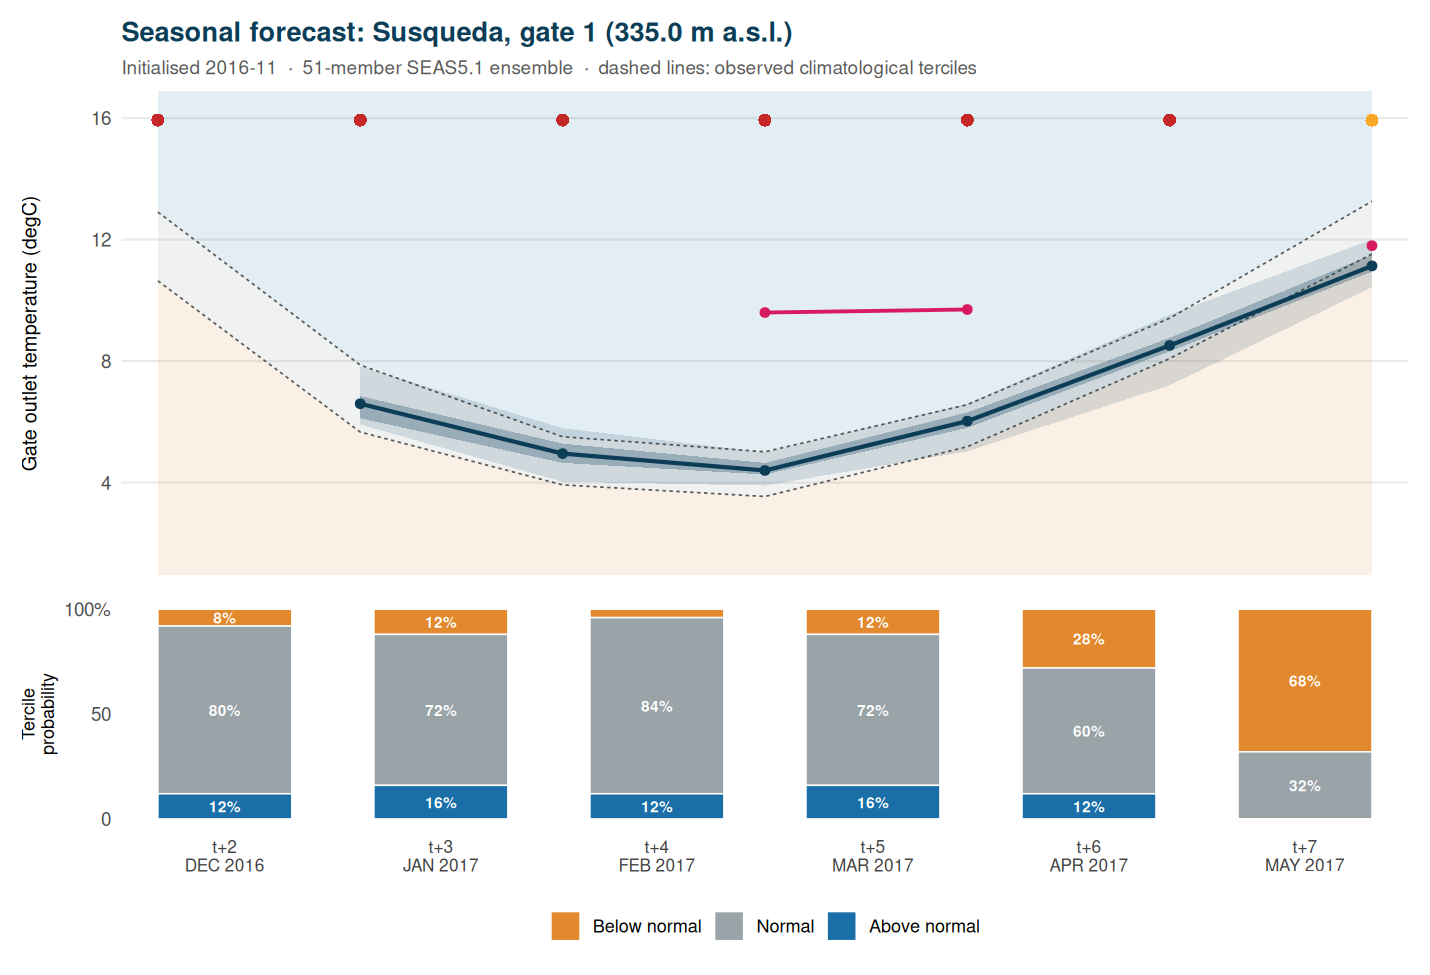 Seasonal forecast: Susqueda, gate 1 (335.0 m a.s.l.)
Initialised 2016-11 · 51-member SEAS5.1 ensemble · dashed lines: observed climatological terciles
Gate outlet temperature (degC)
16
12
8
4
Tercile
probability
100%
50
0
8% 12% 12% 28% 68%
80% 72% 84% 72% 60% 32%
12% 16% 12% 16% 12%
t+2 t+3 t+4 t+5 t+6 t+7
DEC 2016 JAN 2017 FEB 2017 MAR 2017 APR 2017 MAY 2017
Below normal Normal Above normal